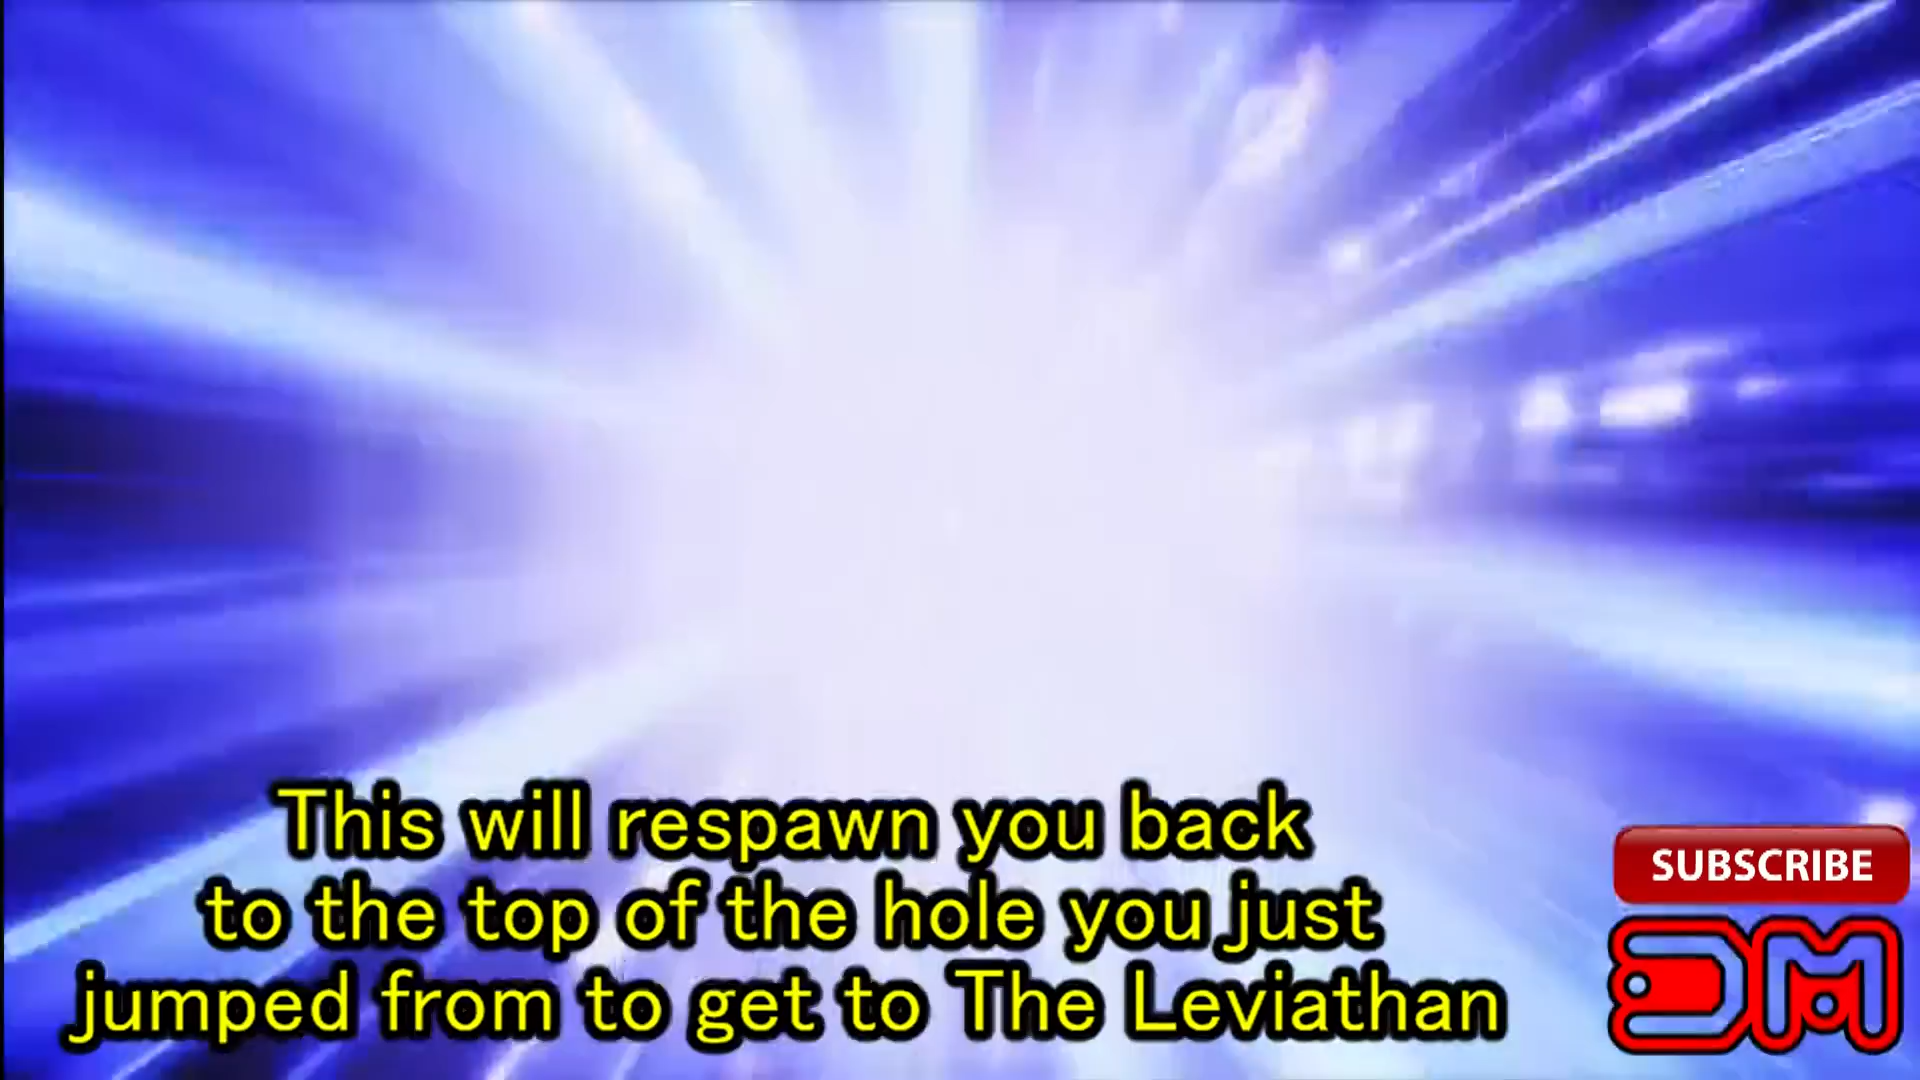 This will respawn you back
to the top of the hole you just
jumped from to get to The Leviathan
SUBSCRIBE
DM